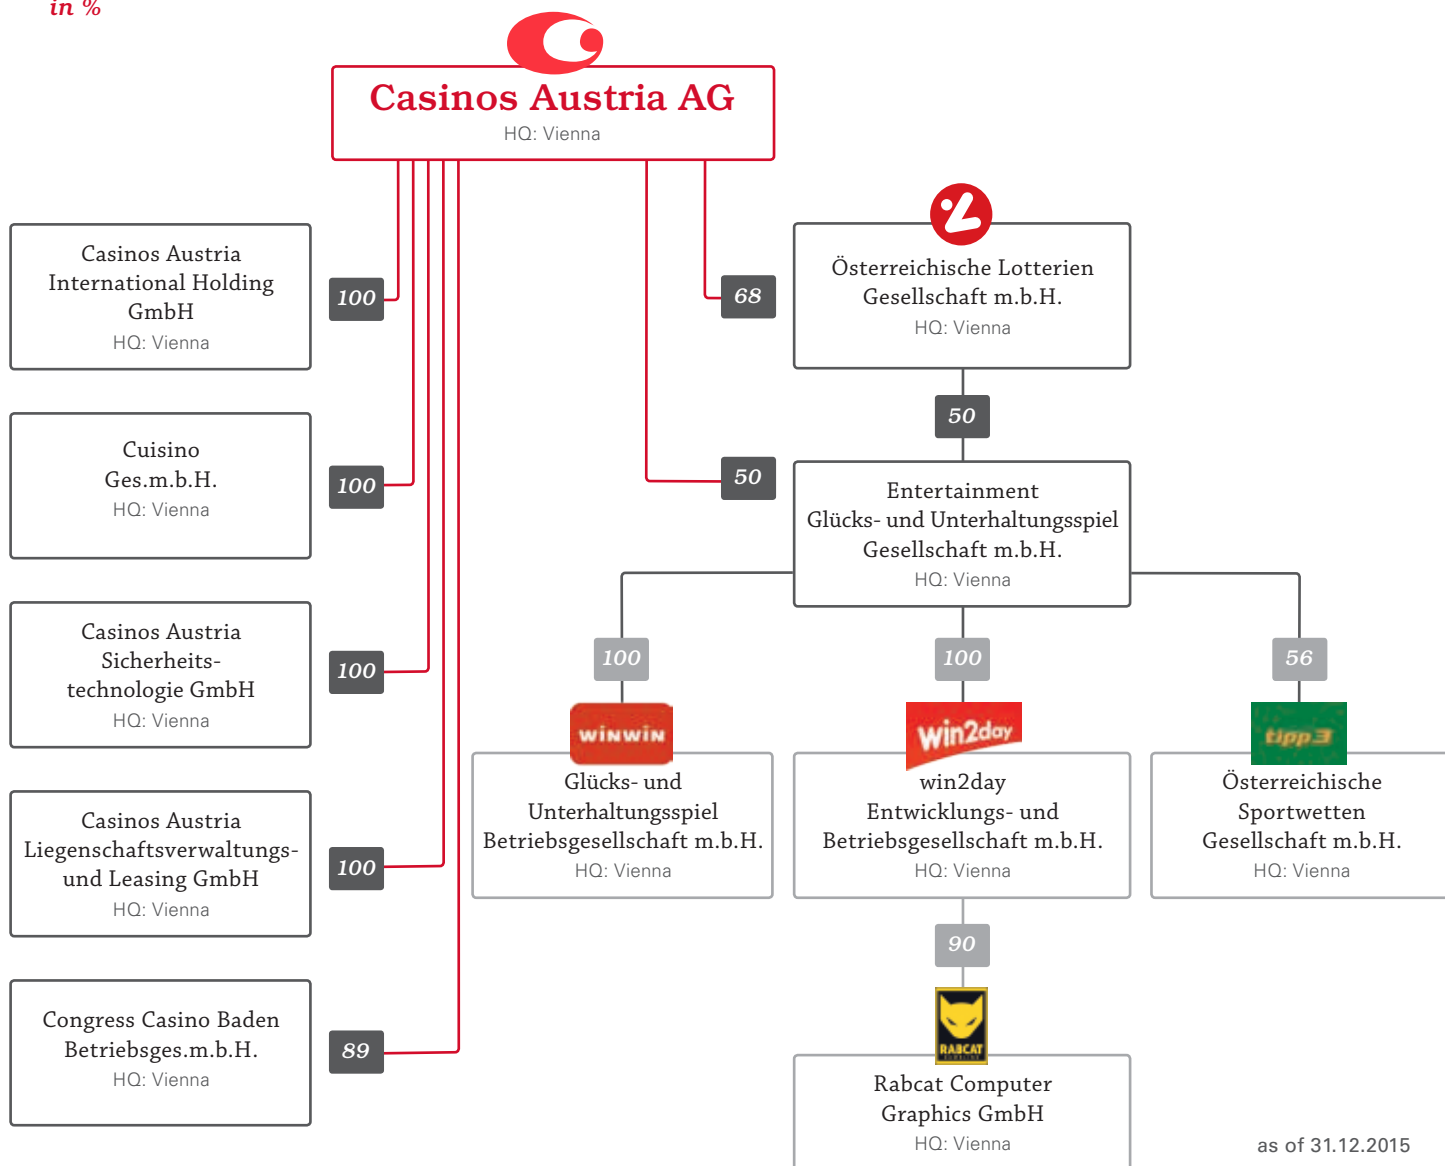 in %
Casinos Austria AG
HQ: Vienna
Casinos Austria
International Holding
GmbH
HQ: Vienna
100
68
Österreichische Lotterien
Gesellschaft m.b.H.
HQ: Vienna
50
Cuisino
Ges.m.b.H.
HQ: Vienna
100
50
Entertainment
Glücks- und Unterhaltungsspiel
Gesellschaft m.b.H.
HQ: Vienna
Casinos Austria
Sicherheits-
technologie GmbH
HQ: Vienna
100
100
100
56
winwin
win2day
tipp3
Glücks- und
Unterhaltungsspiel
Betriebsgesellschaft m.b.H.
HQ: Vienna
win2day
Entwicklungs- und
Betriebsgesellschaft m.b.H.
HQ: Vienna
Österreichische
Sportwetten
Gesellschaft m.b.H.
HQ: Vienna
Casinos Austria
Liegenschaftsverwaltungs-
und Leasing GmbH
HQ: Vienna
100
90
Congress Casino Baden
Betriebsges.m.b.H.
HQ: Vienna
89
RABCAT
Rabcat Computer
Graphics GmbH
HQ: Vienna
as of 31.12.2015